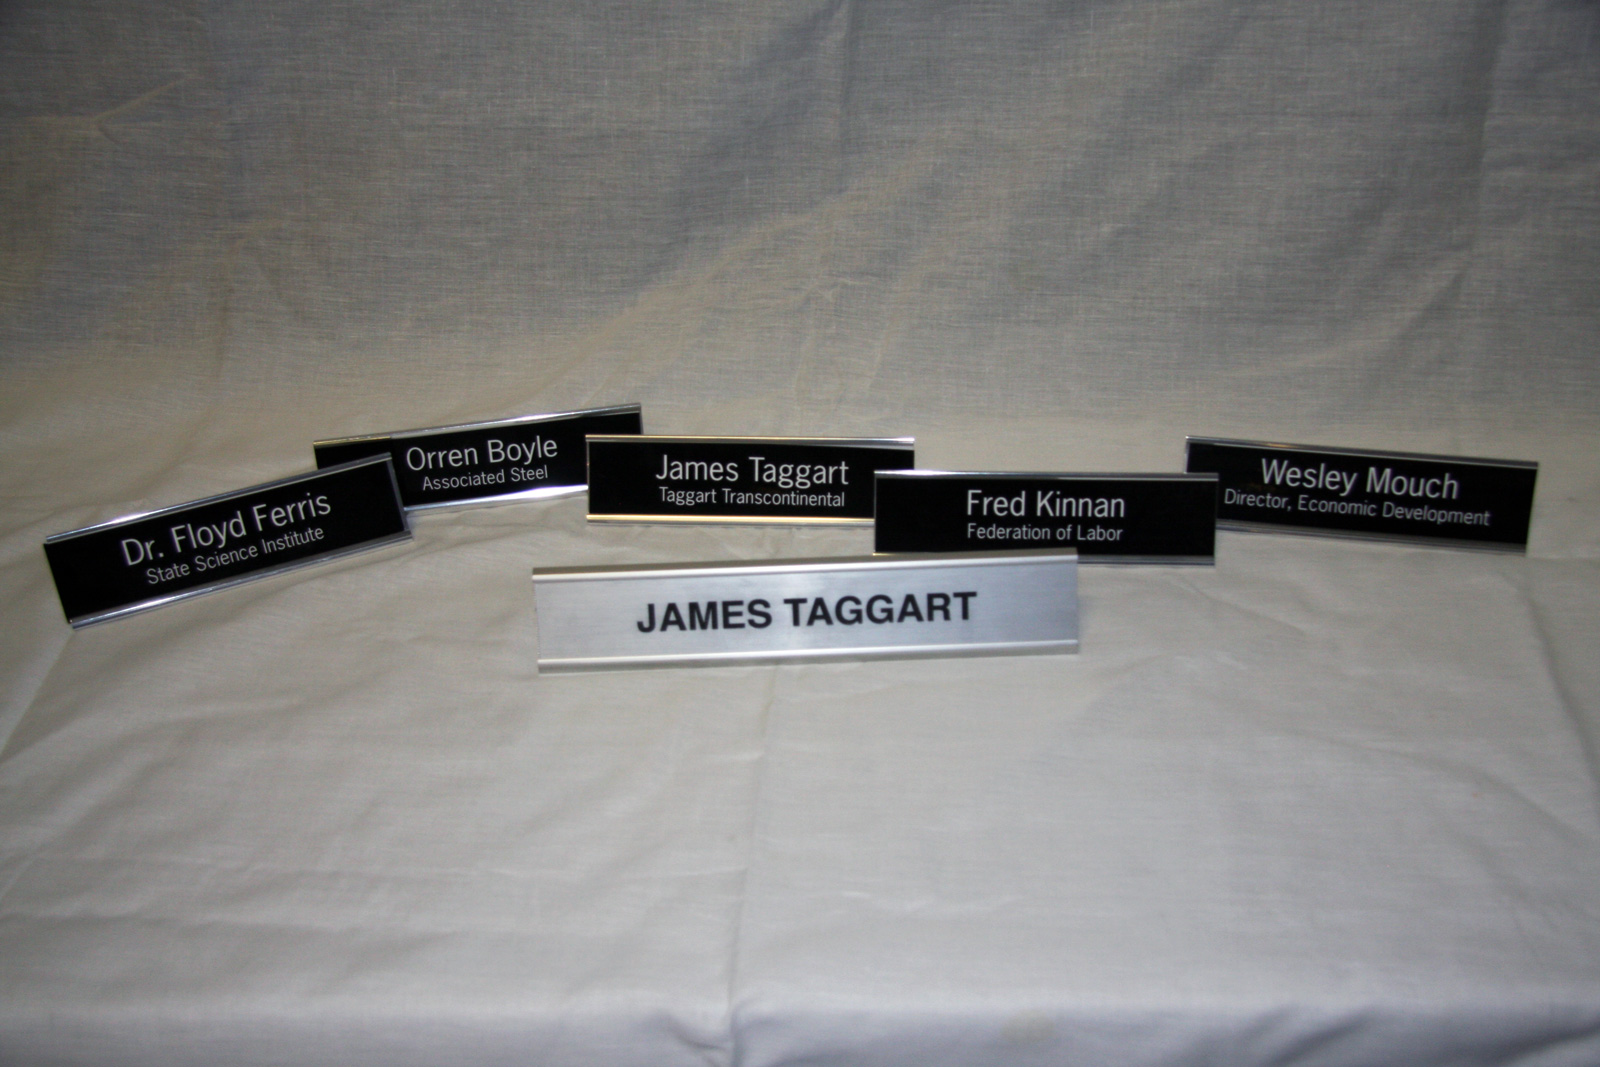 Orren Boyle
Associated Steel
Dr. Floyd Ferris
State Science Institute
James Taggart
Taggart Transcontinental
Fred Kinnan
Federation of Labor
Wesley Mouch
Director, Economic Development
JAMES TAGGART